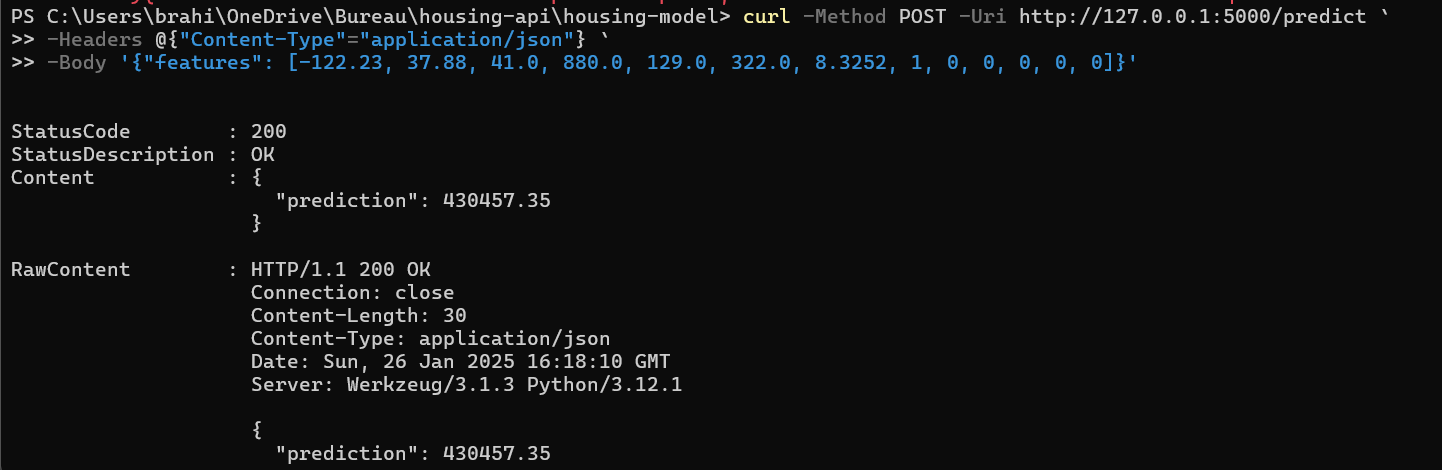 PS C:\Users\brahi\OneDrive\Bureau\housing-api\housing-model> curl -Method POST -Uri http://127.0.0.1:5000/predict `
>> -Headers @{"Content-Type"="application/json"} `
>> -Body '{"features": [-122.23, 37.88, 41.0, 880.0, 129.0, 322.0, 8.3252, 1, 0, 0, 0, 0]}'
StatusCode : 200
StatusDescription : OK
Content : {
"prediction": 430457.35
}
RawContent : HTTP/1.1 200 OK
Connection: close
Content-Length: 30
Content-Type: application/json
Date: Sun, 26 Jan 2025 16:18:10 GMT
Server: Werkzeug/3.1.3 Python/3.12.1
{
"prediction": 430457.35